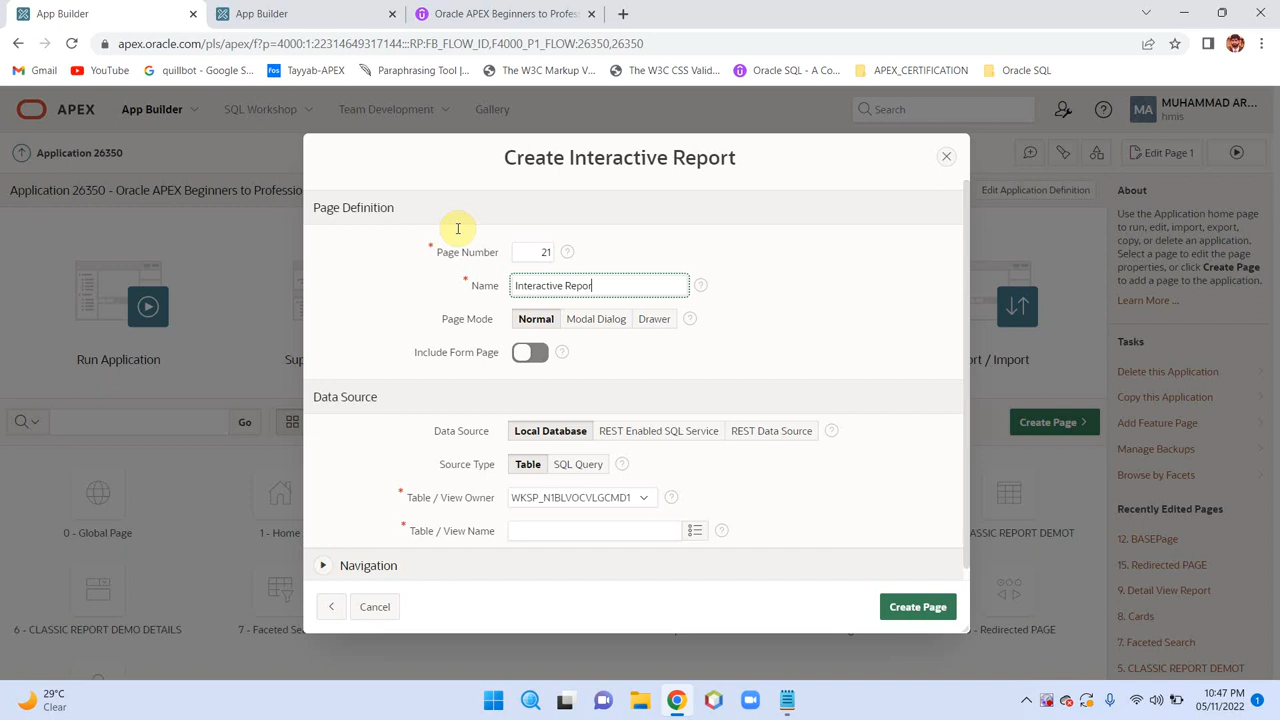 App Builder
App Builder
Oracle APEX Beginners to Profess
apex.oracle.com/pls/apex/f?p=4000:1:22314649317144:::RP:FB_FLOW_ID,F4000_P1_FLOW:26350,26350
Gmail
YouTube
quillbot - Google S...
Tayyab-APEX
Paraphrasing Tool |...
The W3C Markup V...
The W3C CSS Valid...
Oracle SQL - A Co...
APEX_CERTIFICATION
Oracle SQL
APEX
App Builder
SQL Workshop
Team Development
Gallery
Search
MA
MUHAMMAD AR...
hmis
Application 26350
Edit Page 1
Application 26350 - Oracle APEX Beginners to Professio
Edit Application Definition
Run Application
Sup
rt / Import
Go
Create Page
0 - Global Page
1 - Home
SSIC REPORT DEMO
6 - CLASSIC REPORT DEMO DETAILS
7 - Faceted Sea
- Redirected PAGE
Create Interactive Report
Page Definition
* Page Number
21
* Name
Interactive Repor
Page Mode
Normal
Modal Dialog
Drawer
Include Form Page
Data Source
Data Source
Local Database
REST Enabled SQL Service
REST Data Source
Source Type
Table
SQL Query
* Table / View Owner
WKSP_N1BLVOCVLGCMD1
* Table / View Name
Navigation
Cancel
Create Page
About
Use the Application home page
to run, edit, import, export,
copy, or delete an application.
Select a page to edit the page
properties, or click Create Page
to add a page to the application.
Learn More ...
Tasks
Delete this Application
Copy this Application
Add Feature Page
Manage Backups
Browse by Facets
Recently Edited Pages
12. BASEPage
15. Redirected PAGE
9. Detail View Report
8. Cards
7. Faceted Search
5. CLASSIC REPORT DEMO
29°C
Clear
10:47 PM
05/11/2022
1